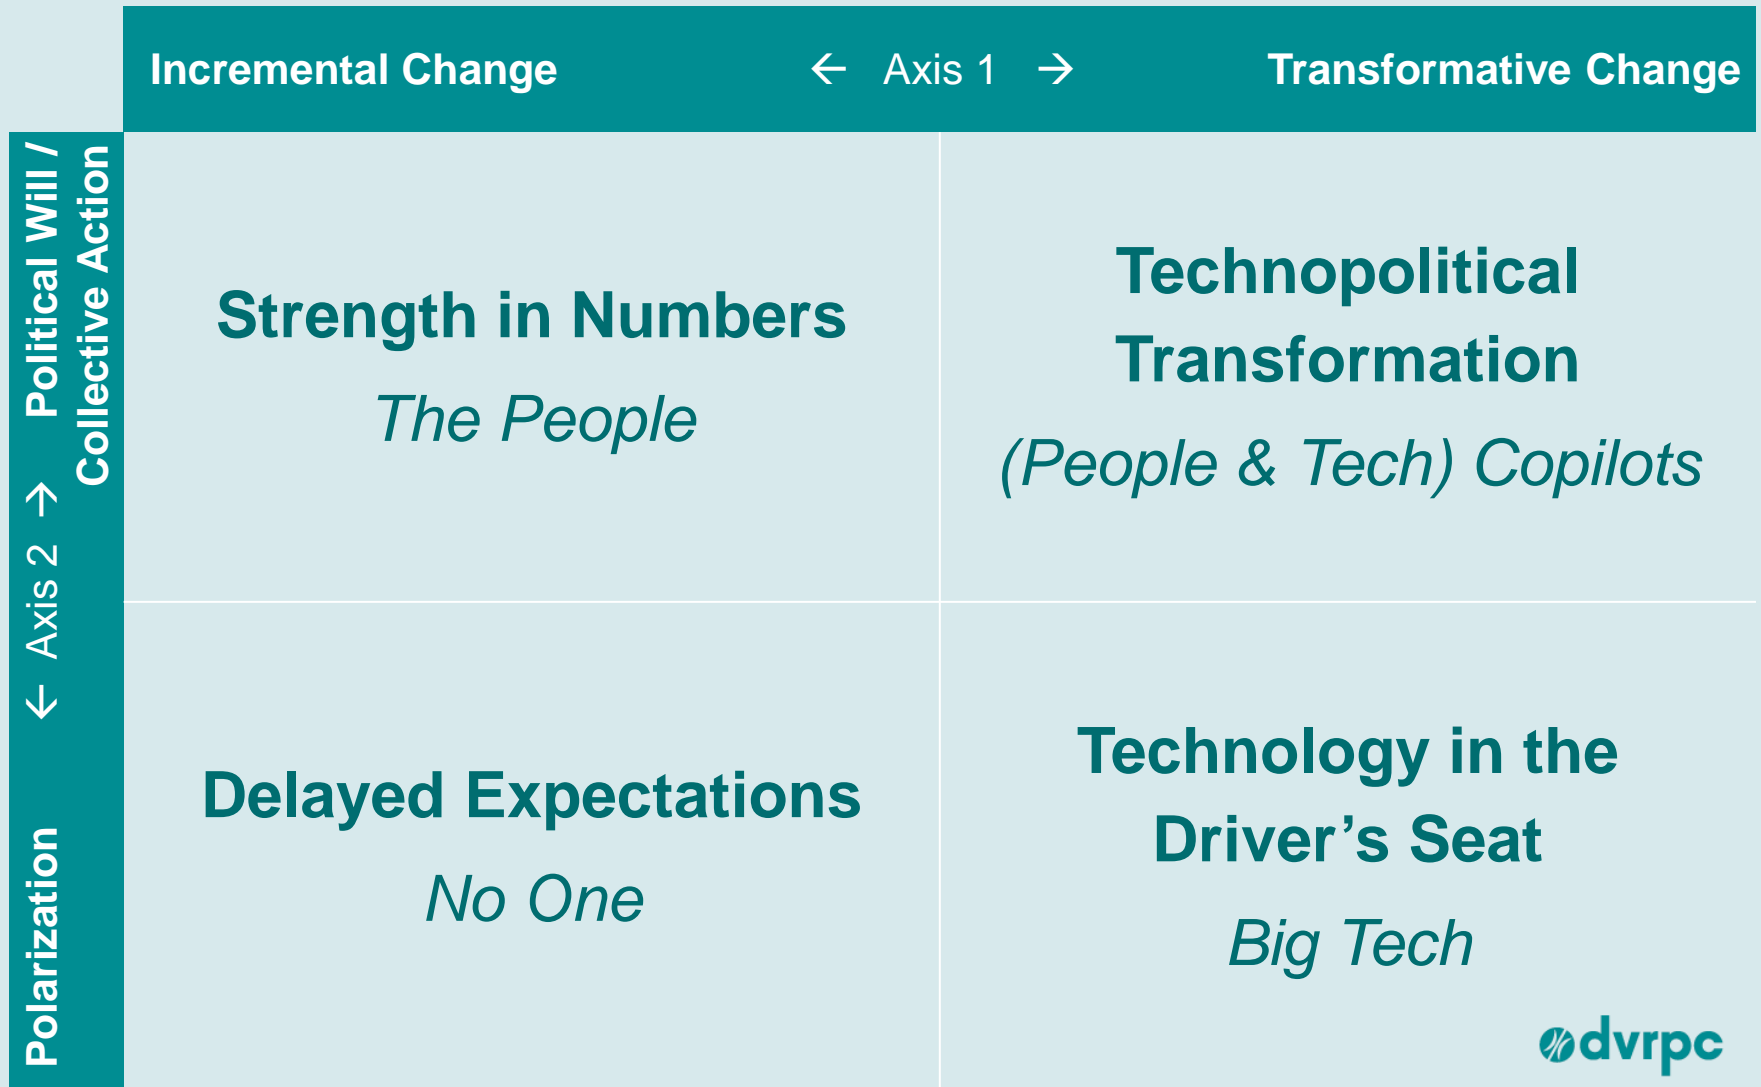 Incremental Change ← Axis 1 → Transformative Change
Polarization ← Axis 2 → Political Will /
Collective Action
Strength in Numbers
The People
Technopolitical
Transformation
(People & Tech) Copilots
Delayed Expectations
No One
Technology in the
Driver’s Seat
Big Tech
dvrpc